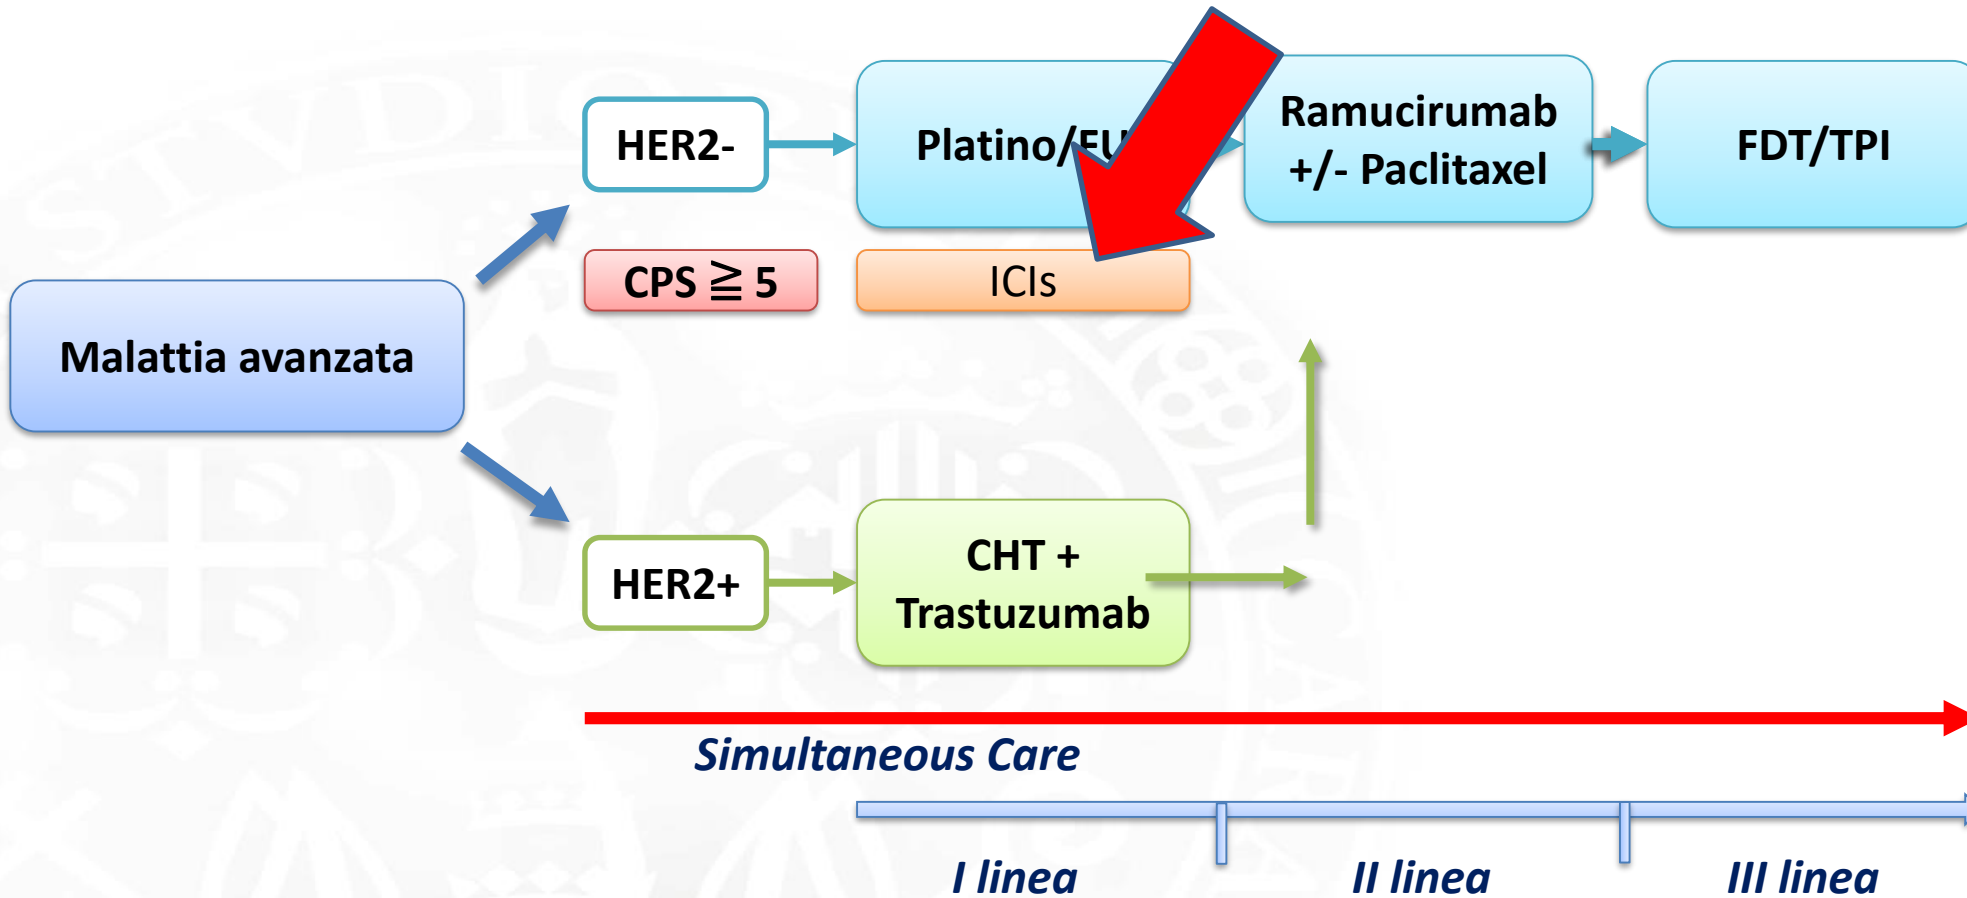 HER2-
Platino/FU
Ramucirumab
+/- Paclitaxel
FDT/TPI
CPS ≧ 5
ICIs
Malattia avanzata
HER2+
CHT +
Trastuzumab
Simultaneous Care
I linea
II linea
III linea